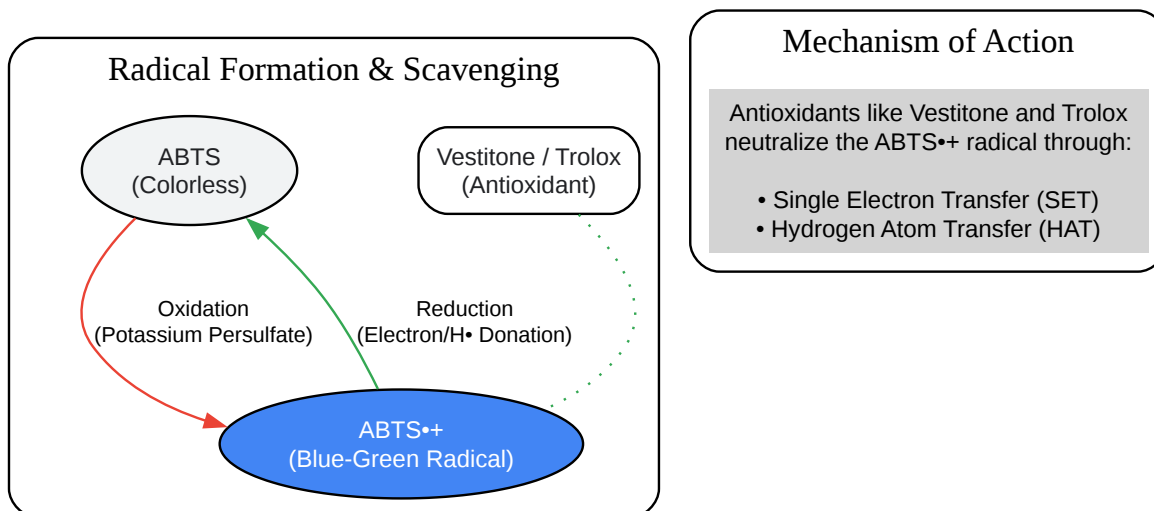 Radical Formation & Scavenging
ABTS
(Colorless)
Vestitone / Trolox
(Antioxidant)
Oxidation
(Potassium Persulfate)
Reduction
(Electron/H• Donation)
ABTS•+
(Blue-Green Radical)
Mechanism of Action
Antioxidants like Vestitone and Trolox
neutralize the ABTS•+ radical through:
• Single Electron Transfer (SET)
• Hydrogen Atom Transfer (HAT)